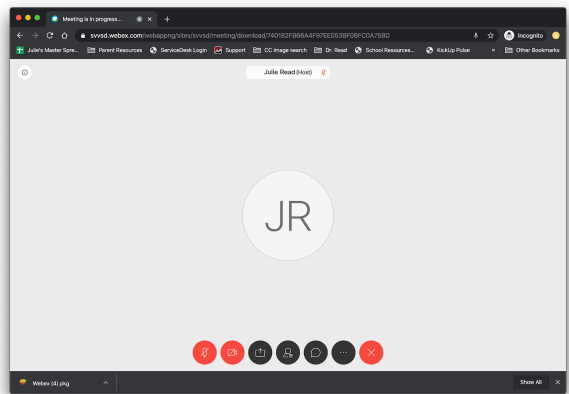 Meeting is in progress...
svvsd.webex.com/webappng/sites/svvsd/meeting/download/740182FB66A4F97EE053BF06FC0A758D
Incognito
Julie's Master Spre... Parent Resources ServiceDesk Login Support CC image search Dr. Read School Resources... KickUp Pulse » Other Bookmarks
Julie Read (Host)
JR
Webex (4).pkg
Show All